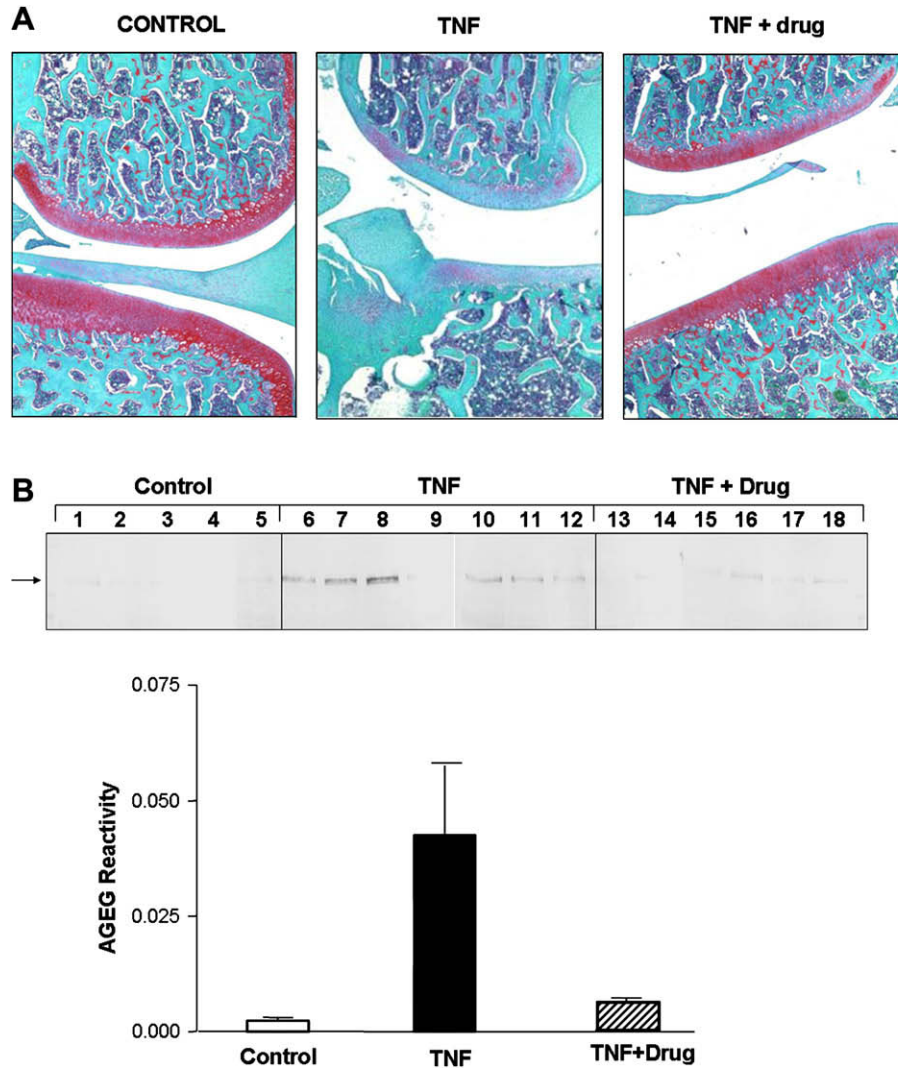 A
CONTROL TNF TNF + drug
B
Control TNF TNF + Drug
1 2 3 4 5 6 7 8 9 10 11 12 13 14 15 16 17 18
0.075
0.050
0.025
0.000
AGEG Reactivity
Control TNF TNF+Drug